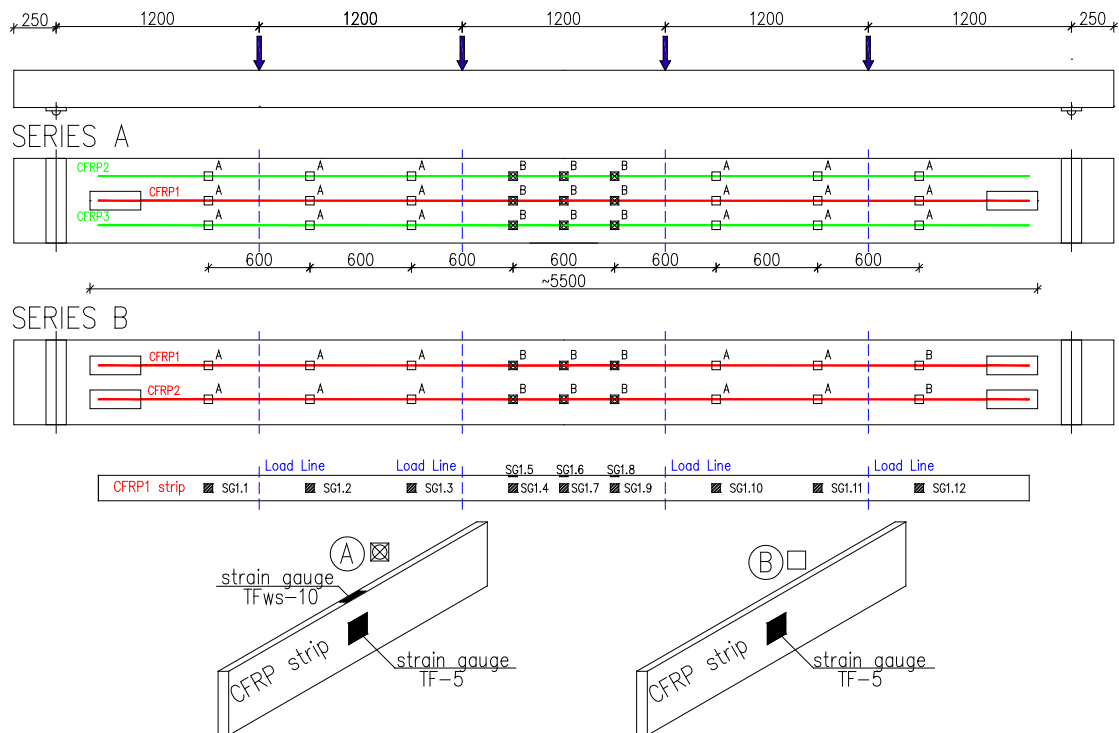 250 1200 1200 1200 1200 1200 250
SERIES A
A A A B B B A A A
CFRP2
CFRP1 A A A B B B A A A
CFRP3 A A A B B B A A A
600 600 600 600 600 600 600
~5500
SERIES B
CFRP1 A A A B B B A A B
CFRP2 A A A B B B A A B
Load Line Load Line SG1.5 SG1.6 SG1.8 Load Line Load Line
CFRP1 strip SG1.1 SG1.2 SG1.3 SG1.4 SG1.7 SG1.9 SG1.10 SG1.11 SG1.12
A
strain gauge
TFws-10
CFRP strip
strain gauge
TF-5
B
CFRP strip
strain gauge
TF-5